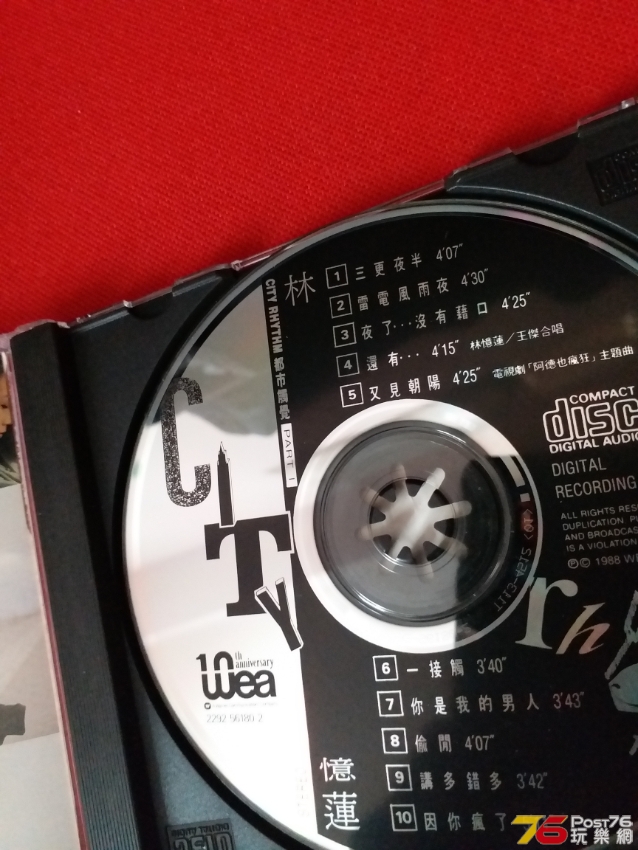 林
憶蓮
CITY RHYTHM 都市觸覺 PART I
CITY
rh
1 三更夜半 4'07"
2 雷電風雨夜 4'30"
3 夜了…沒有藉口 4'25"
4 還有… 4'15" 林憶蓮/王傑合唱
5 又見朝陽 4'25" 電視劇「阿德也瘋狂」主題曲
COMPACT
disc
DIGITAL AUDIO
DIGITAL
RECORDING
ALL RIGHTS
DUPLICATION
AND BROADCAS
IS A VIOLATION
℗© 1988
6 一接觸 3'40"
7 你是我的男人 3'43"
8 偷閒 4'07"
9 講多錯多 3'42"
10 因你瘋了
10th anniversary
wea
Post76
玩樂網